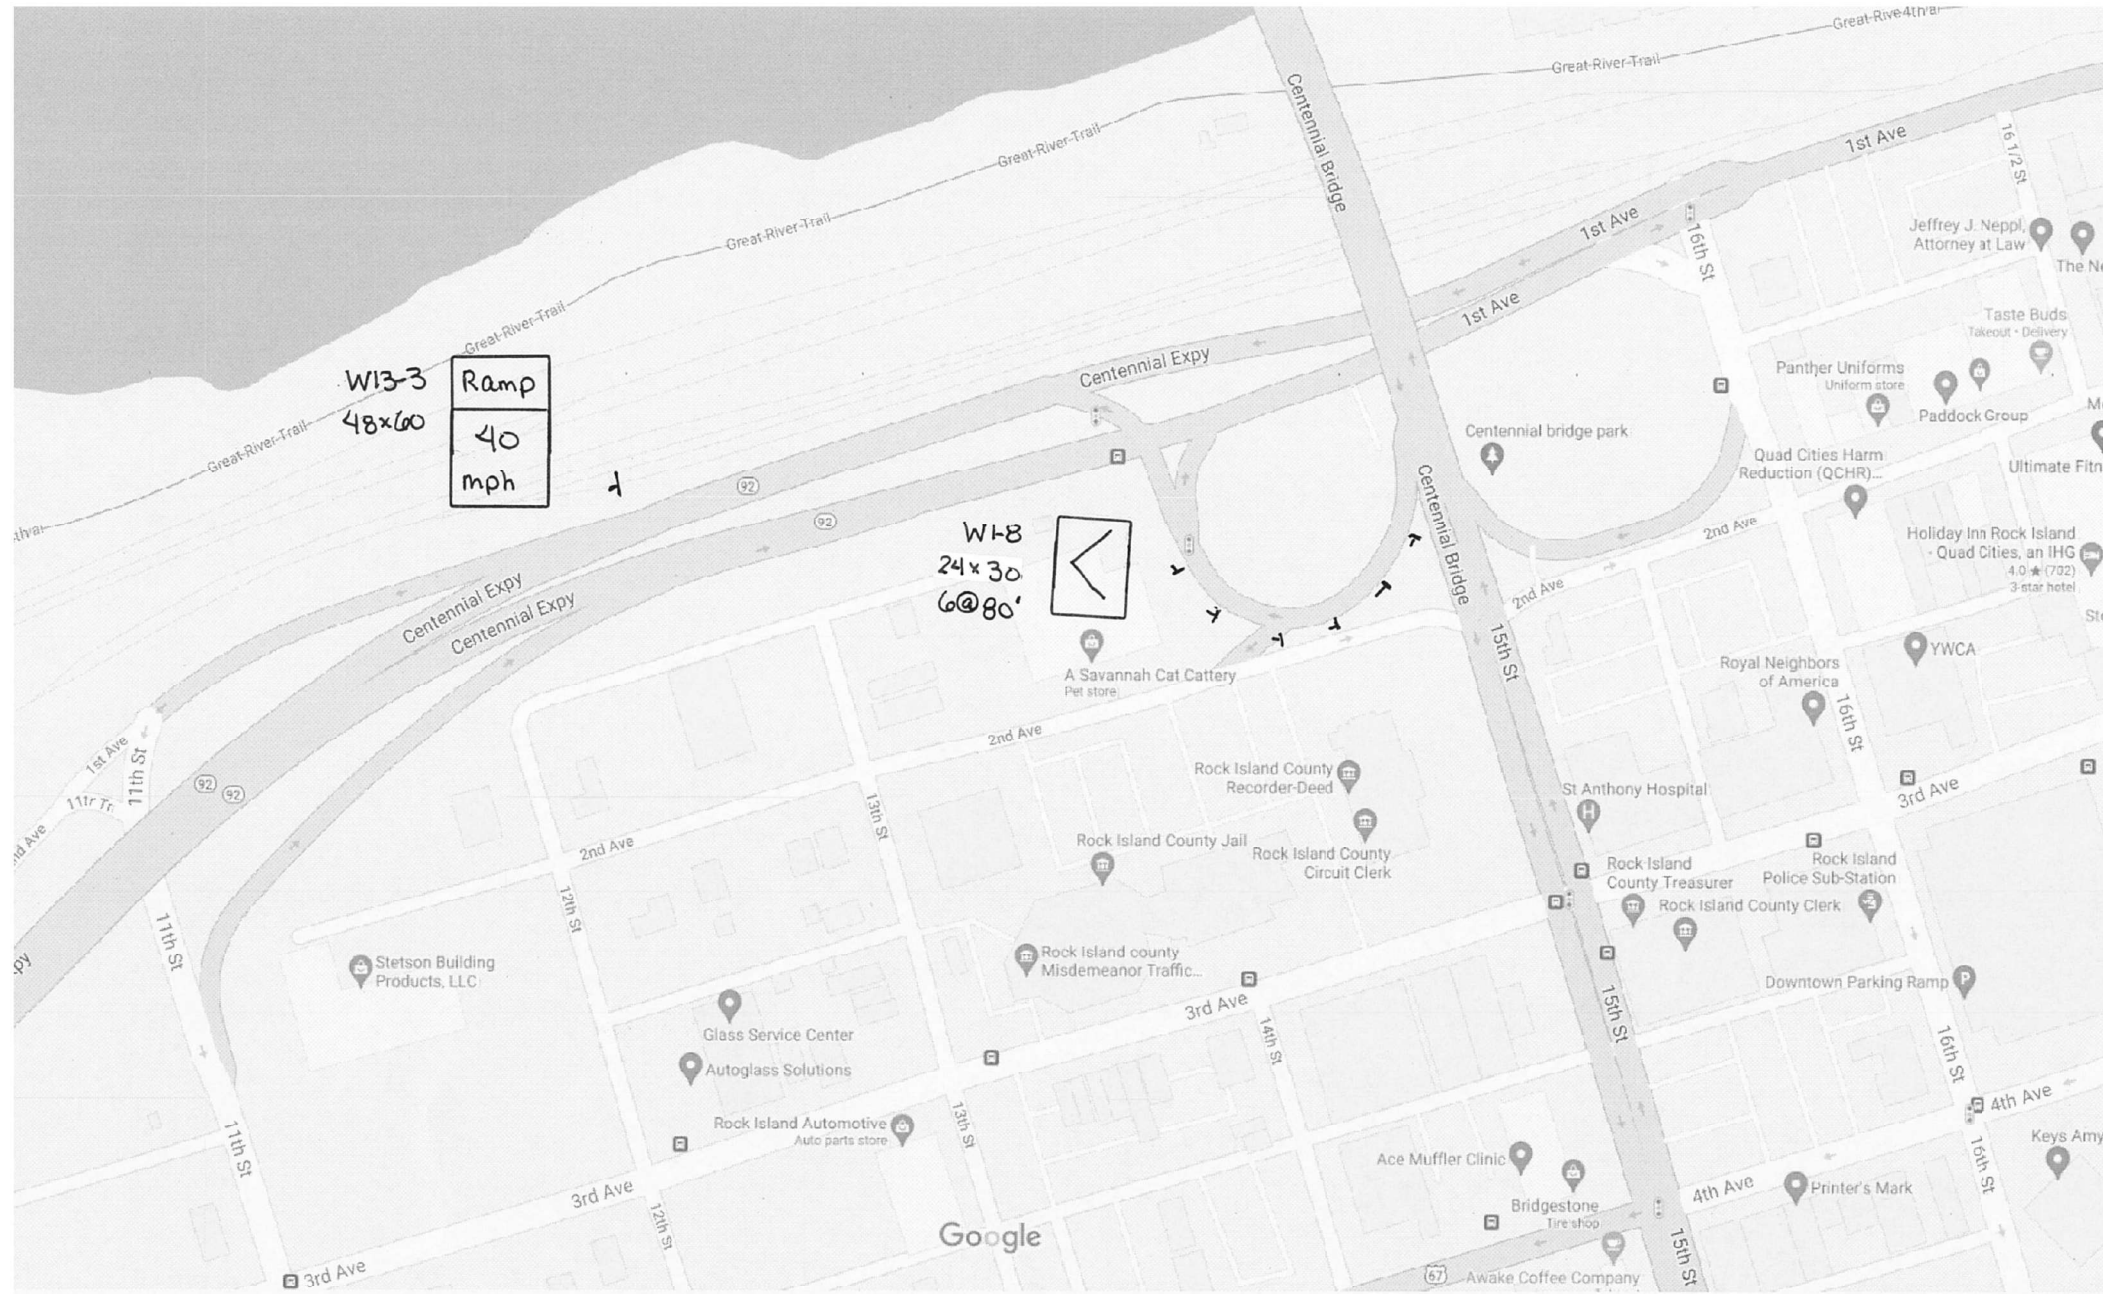 Great-River-Trail
Great-Rive
4th a
Great-River-Trail
Great-River-Trail
Great-River-Trail
Great-River-Trail
Great-River-Trail
Centennial Bridge
1st Ave
16 1/2 St
1st Ave
16th St
1st Ave
Jeffrey J. Neppl,
Attorney at Law
The Ne
Taste Buds
Takeout • Delivery
W13-3
48x60
Ramp
40
mph
Centennial Expy
Panther Uniforms
Uniform store
Paddock Group
Centennial bridge park
Quad Cities Harm
Reduction (QCHR)...
Ultimate Fitn
92
92
Centennial Bridge
2nd Ave
Holiday Inn Rock Island
- Quad Cities, an IHG
4.0 ★ (702)
3-star hotel
W1-8
24x30
6@80'
<
Centennial Expy
Centennial Expy
2nd Ave
15th St
YWCA
Royal Neighbors
of America
A Savannah Cat Cattery
Pet store
16th St
2nd Ave
1st Ave
11th St
92
92
Rock Island County
Recorder-Deed
St Anthony Hospital
H
3rd Ave
13th St
2nd Ave
Rock Island County Jail
Rock Island County
Circuit Clerk
Rock Island
County Treasurer
Rock Island
Police Sub-Station
Rock Island County Clerk
12th St
11th St
Stetson Building
Products, LLC
Rock Island county
Misdemeanor Traffic...
Downtown Parking Ramp
P
3rd Ave
15th St
Glass Service Center
14th St
16th St
Autoglass Solutions
Rock Island Automotive
Auto parts store
13th St
4th Ave
Keys Amy
11th St
Ace Muffler Clinic
16th St
Bridgestone
Tire shop
4th Ave
Printer's Mark
3rd Ave
12th St
Google
15th St
3rd Ave
67
Awake Coffee Company